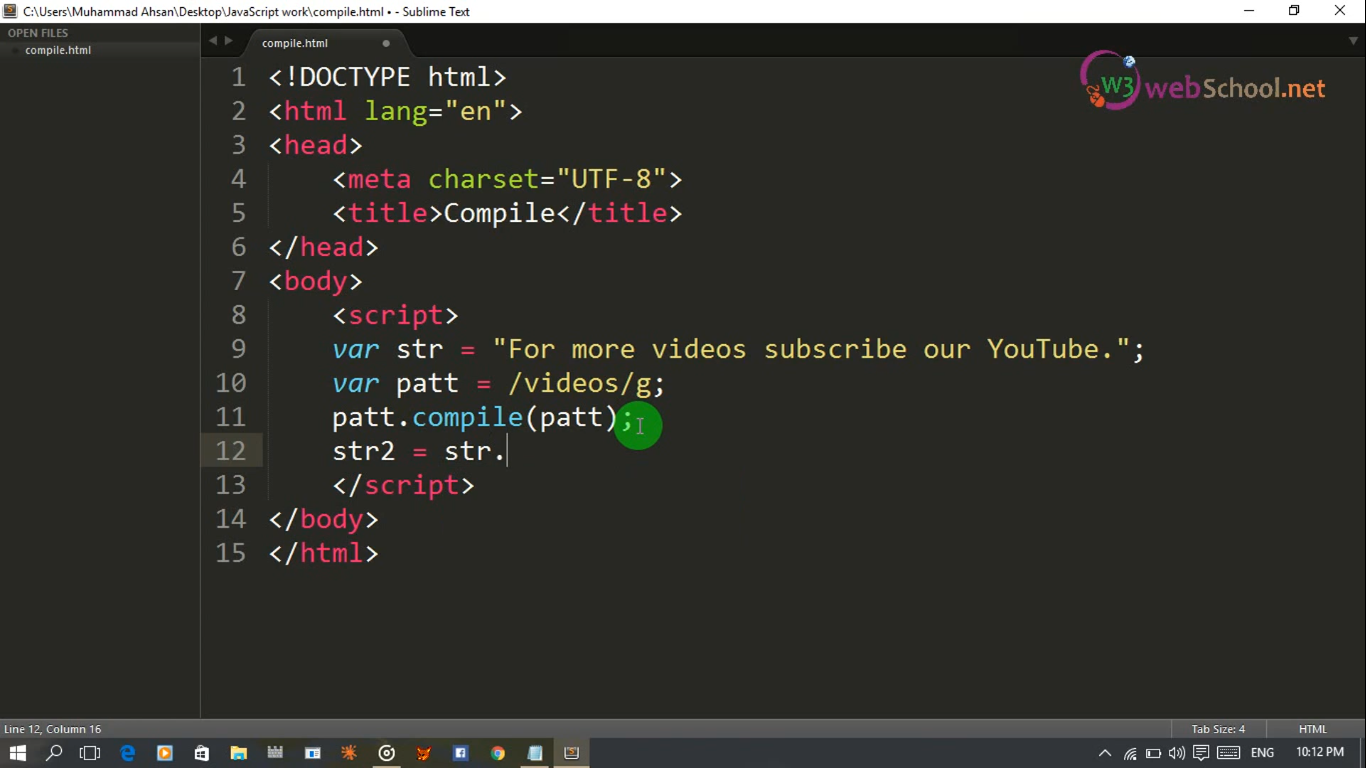 C:\Users\Muhammad Ahsan\Desktop\JavaScript work\compile.html • - Sublime Text
OPEN FILES
compile.html
compile.html
W3 webSchool.net
1 <!DOCTYPE html>
2 <html lang="en">
3 <head>
4 <meta charset="UTF-8">
5 <title>Compile</title>
6 </head>
7 <body>
8 <script>
9 var str = "For more videos subscribe our YouTube.";
10 var patt = /videos/g;
11 patt.compile(patt);
12 str2 = str.
13 </script>
14 </body>
15 </html>
Line 12, Column 16
Tab Size: 4
HTML
ENG
10:12 PM